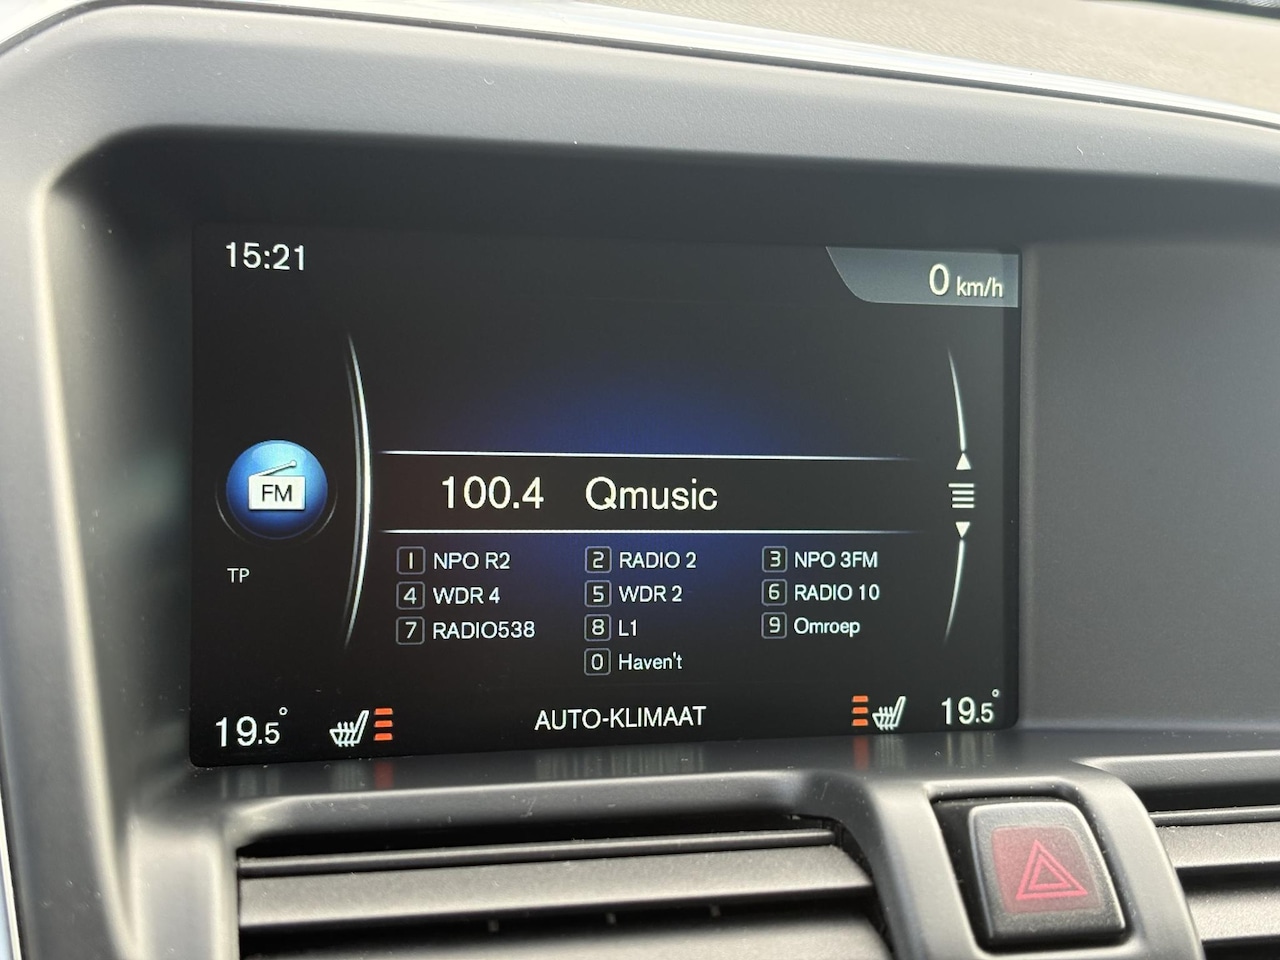 15:21
0 km/h
FM
100.4 Qmusic
TP
1 NPO R2 2 RADIO 2 3 NPO 3FM
4 WDR 4 5 WDR 2 6 RADIO 10
7 RADIO538 8 L1 9 Omroep
0 Haven't
19.5° AUTO-KLIMAAT 19.5°